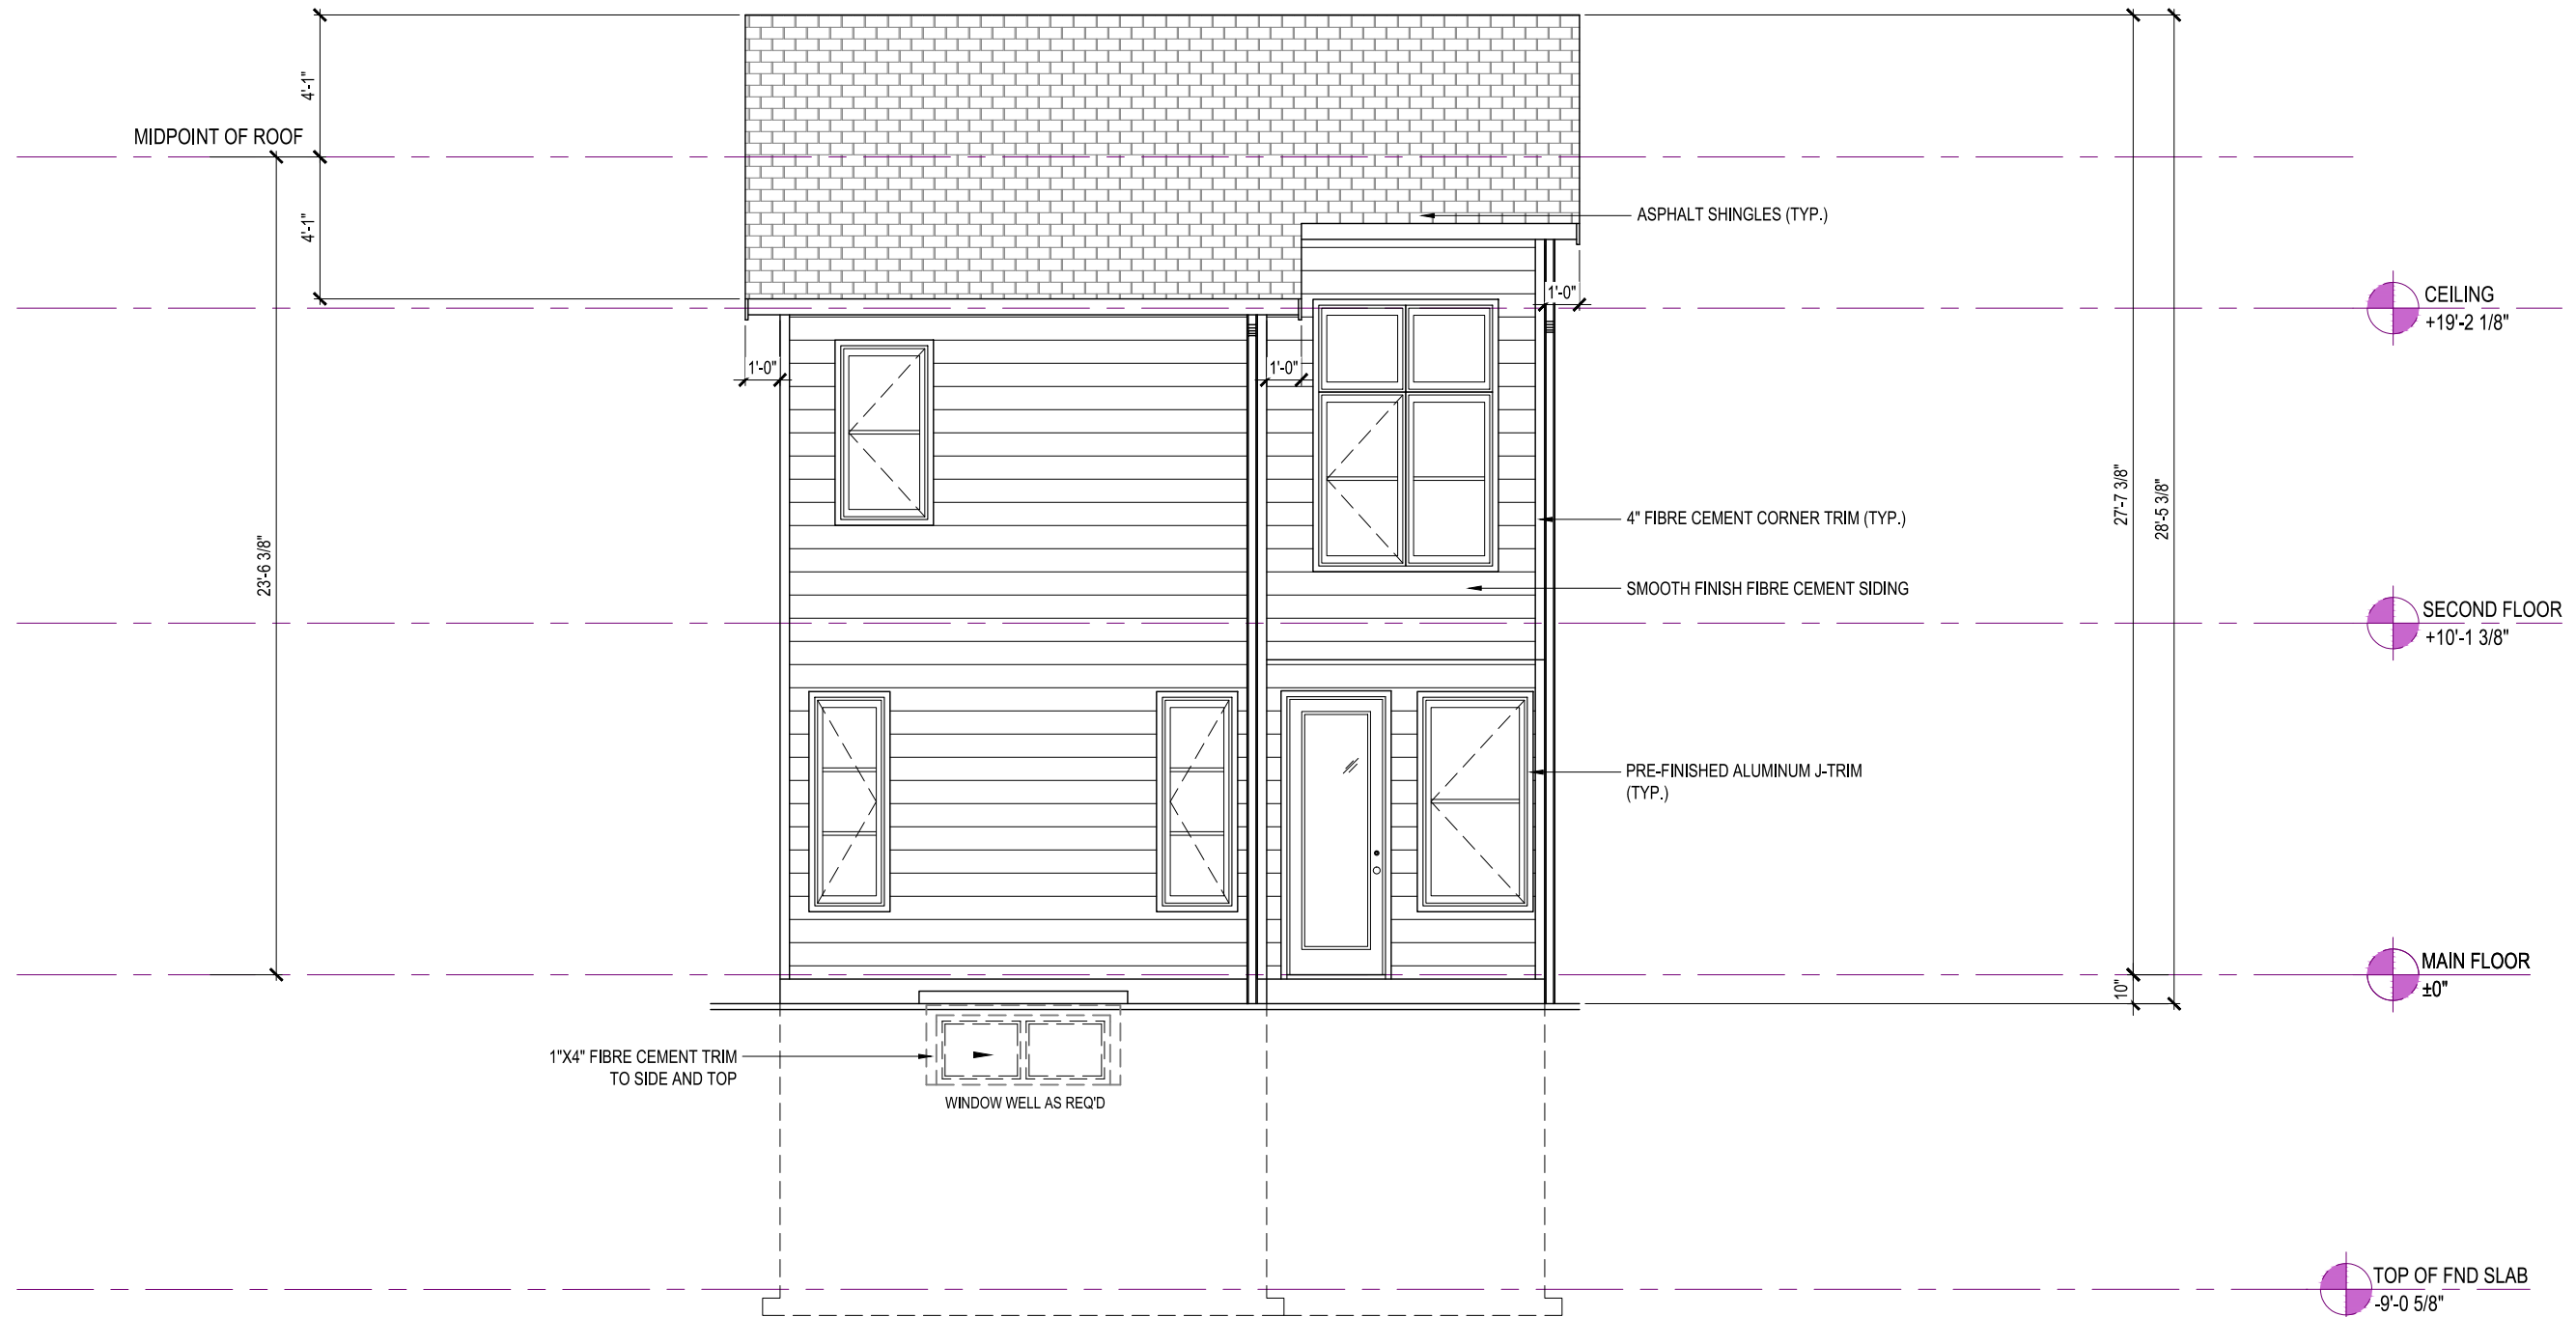 4'-1"
MIDPOINT OF ROOF
4'-1"
ASPHALT SHINGLES (TYP.)
1'-0"
CEILING
+19'-2 1/8"
1'-0"
1'-0"
27'-7 3/8"
28'-5 3/8"
4" FIBRE CEMENT CORNER TRIM (TYP.)
23'-6 3/8"
SMOOTH FINISH FIBRE CEMENT SIDING
SECOND FLOOR
+10'-1 3/8"
PRE-FINISHED ALUMINUM J-TRIM
(TYP.)
MAIN FLOOR
±0"
10"
1"X4" FIBRE CEMENT TRIM
TO SIDE AND TOP
WINDOW WELL AS REQ'D
TOP OF FND SLAB
-9'-0 5/8"